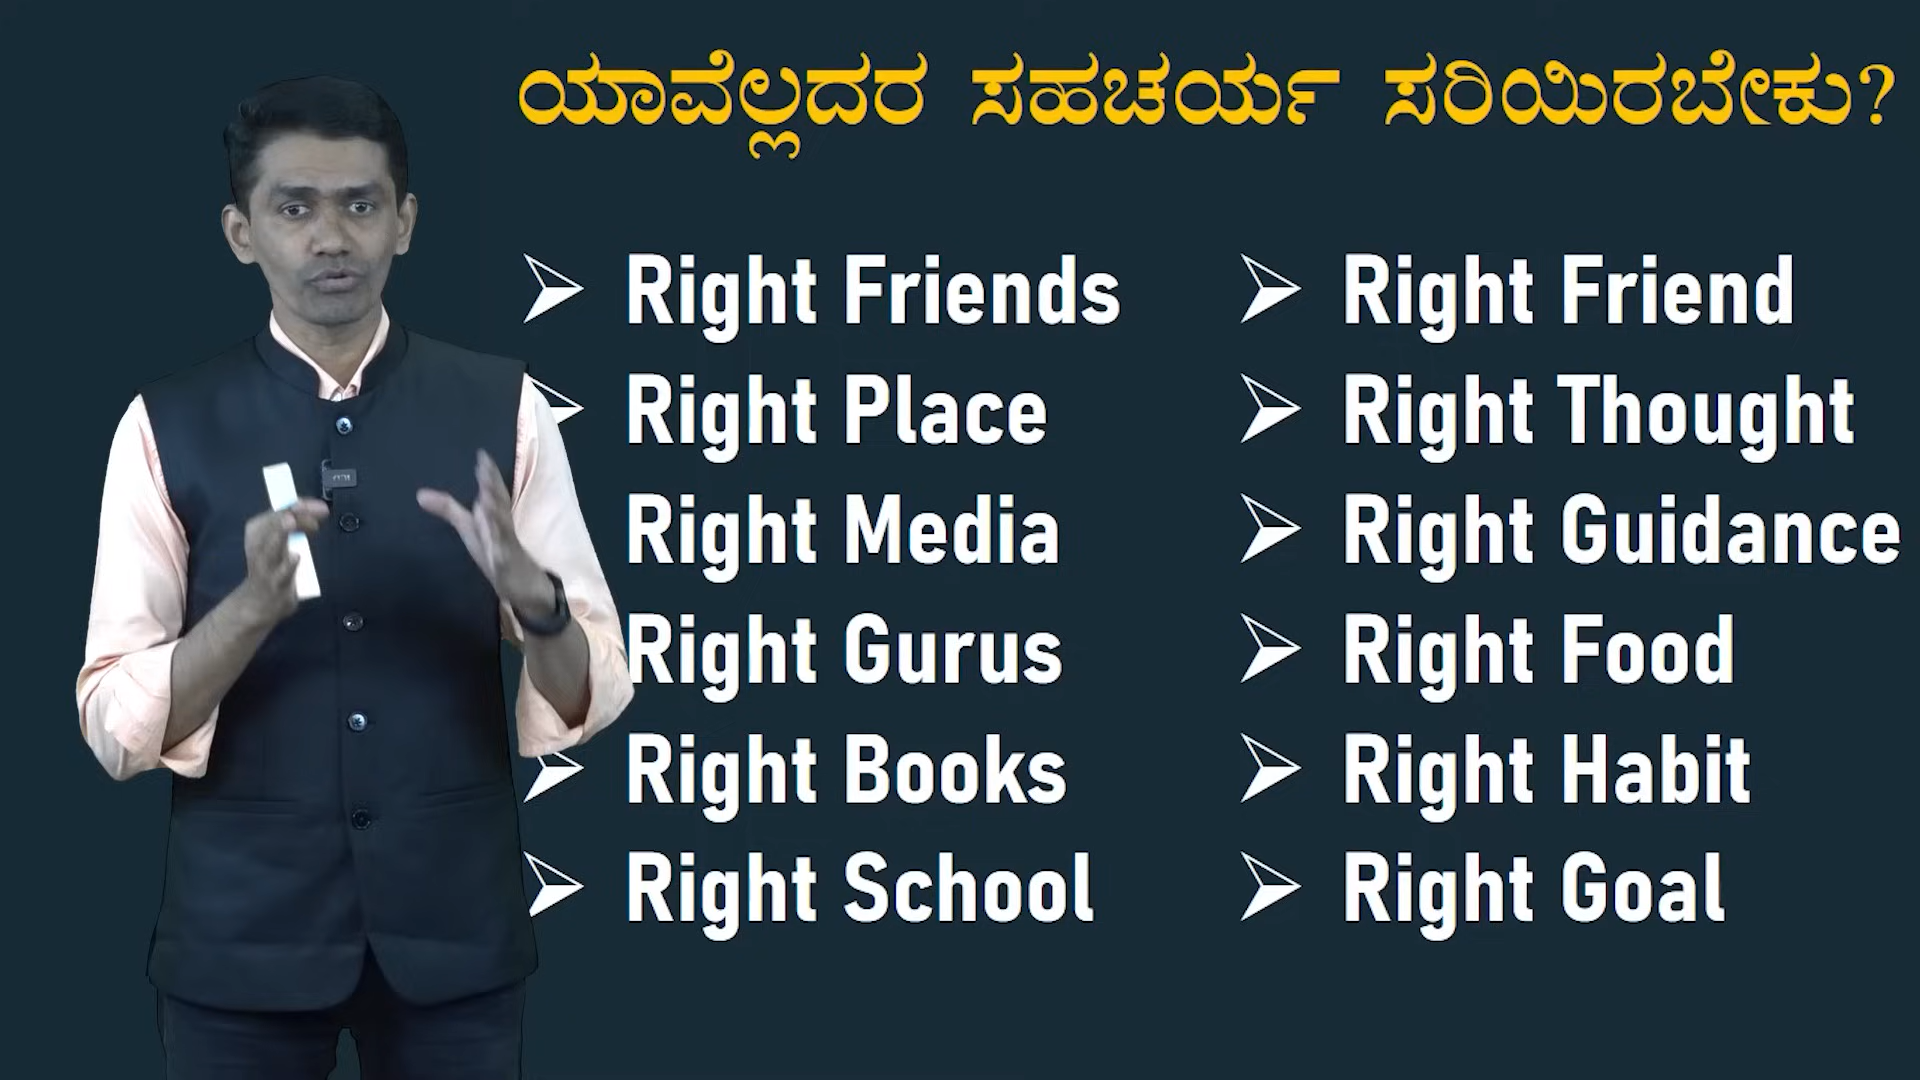 ಯಾವೆಲ್ಲದರ ಸಹಚರ್ಯ ಸರಿಯಿರಬೇಕು?
Right Friends
Right Place
Right Media
Right Gurus
Right Books
Right School
Right Friend
Right Thought
Right Guidance
Right Food
Right Habit
Right Goal